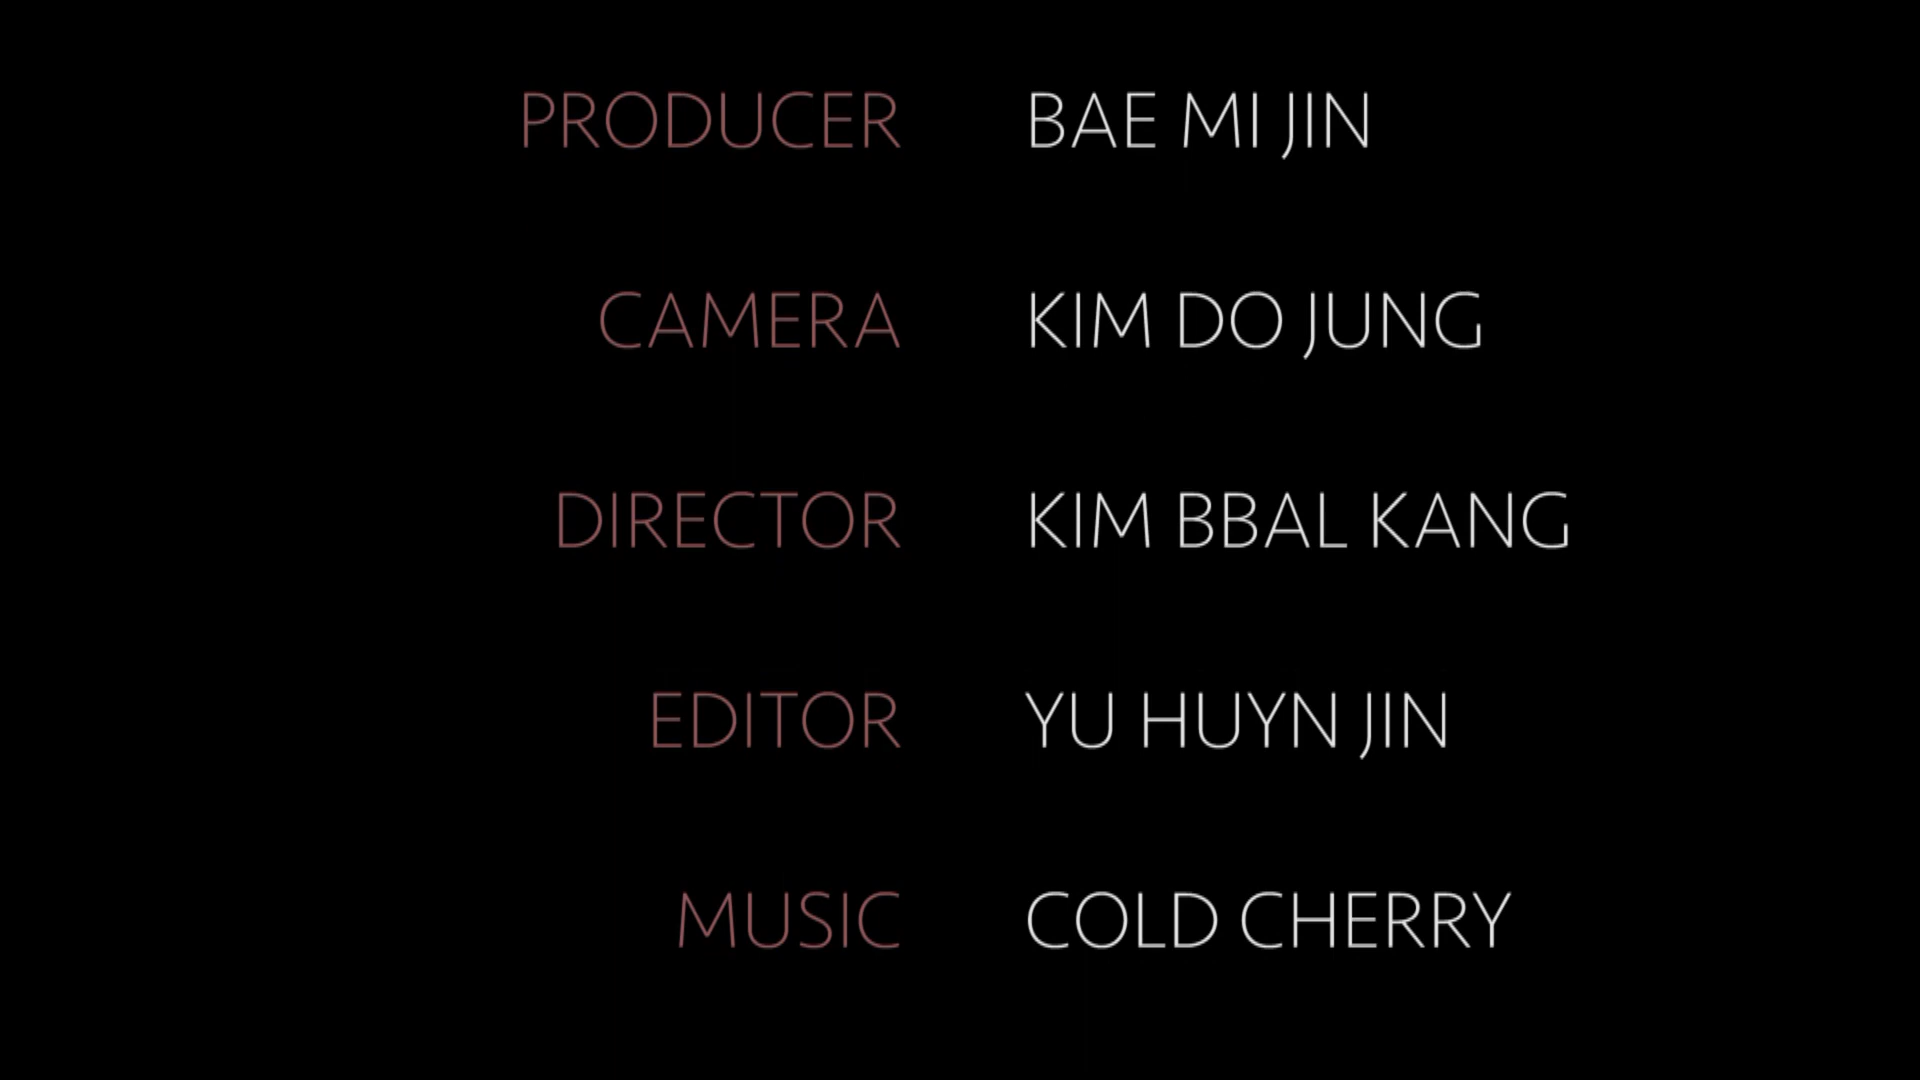 PRODUCER BAE MI JIN
CAMERA KIM DO JUNG
DIRECTOR KIM BBAL KANG
EDITOR YU HUYN JIN
MUSIC COLD CHERRY